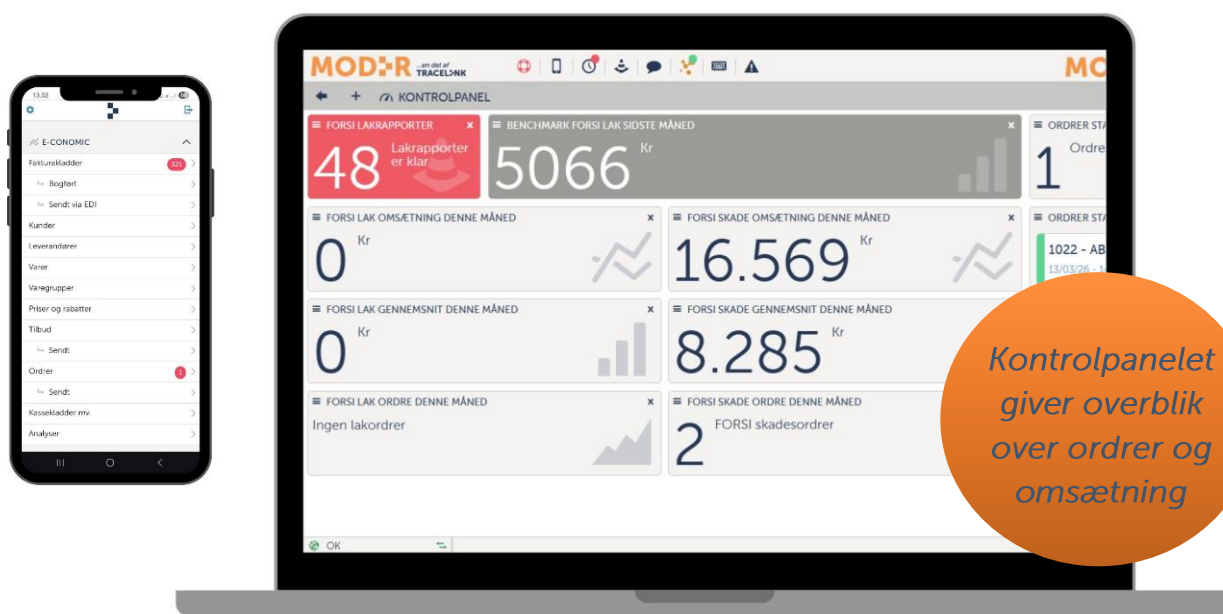 13.02
E-CONOMIC
Fakturakladder 321
Bogført
Sendt via EDI
Kunder
Leverandører
Varer
Varegrupper
Priser og rabatter
Tilbud
Sendt
Ordrer 1
Sendt
Kassekladder mv.
Analyser
MOD:R ...en del af
TRACELINK
MO
+ KONTROLPANEL
FORSI LAKRAPPORTER x
48 Lakrapporter
er klar
BENCHMARK FORSI LAK SIDSTE MÅNED x
5066 Kr
ORDRER STA
1 Ordre
FORSI LAK OMSÆTNING DENNE MÅNED x
0 Kr
FORSI SKADE OMSÆTNING DENNE MÅNED x
16.569 Kr
ORDRER STA
1022 - AB
13/03/26 - 1
FORSI LAK GENNEMSNIT DENNE MÅNED x
0 Kr
FORSI SKADE GENNEMSNIT DENNE MÅNED
8.285 Kr
FORSI LAK ORDRE DENNE MÅNED x
Ingen lakordrer
FORSI SKADE ORDRE DENNE MÅNED
2 FORSI skadesordrer
OK
Kontrolpanelet
giver overblik
over ordrer og
omsætning